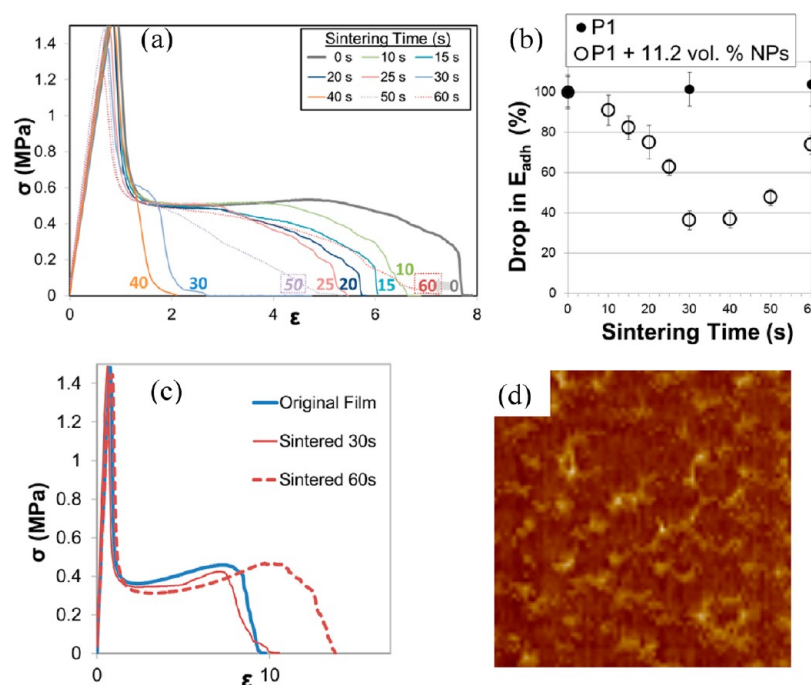 (a)
Sintering Time (s)
0 s 10 s 15 s
20 s 25 s 30 s
40 s 50 s 60 s
σ (MPa)
1.4
1.2
1
0.8
0.6
0.4
0.2
0
40 30 50 25 20 15 10 60 0
0 2 4 6 8
ε
(b)
P1
P1 + 11.2 vol. % NPs
Drop in Eadh (%)
100
80
60
40
20
0
0 10 20 30 40 50 60
Sintering Time (s)
(c)
Original Film
Sintered 30s
Sintered 60s
σ (MPa)
1.4
1.2
1
0.8
0.6
0.4
0.2
0
0 10
ε
(d)